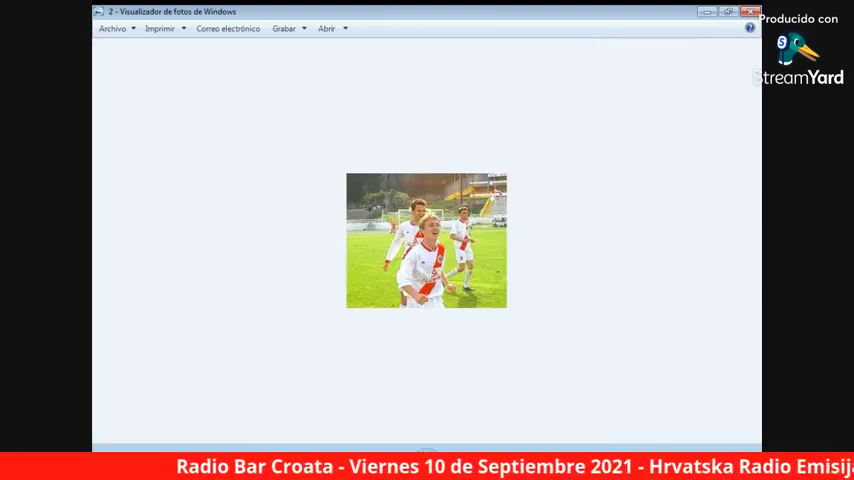 2 - Visualizador de fotos de Windows
Archivo Imprimir Correo electrónico Grabar Abrir
Producido con
StreamYard
Radio Bar Croata - Viernes 10 de Septiembre 2021 - Hrvatska Radio Emisija